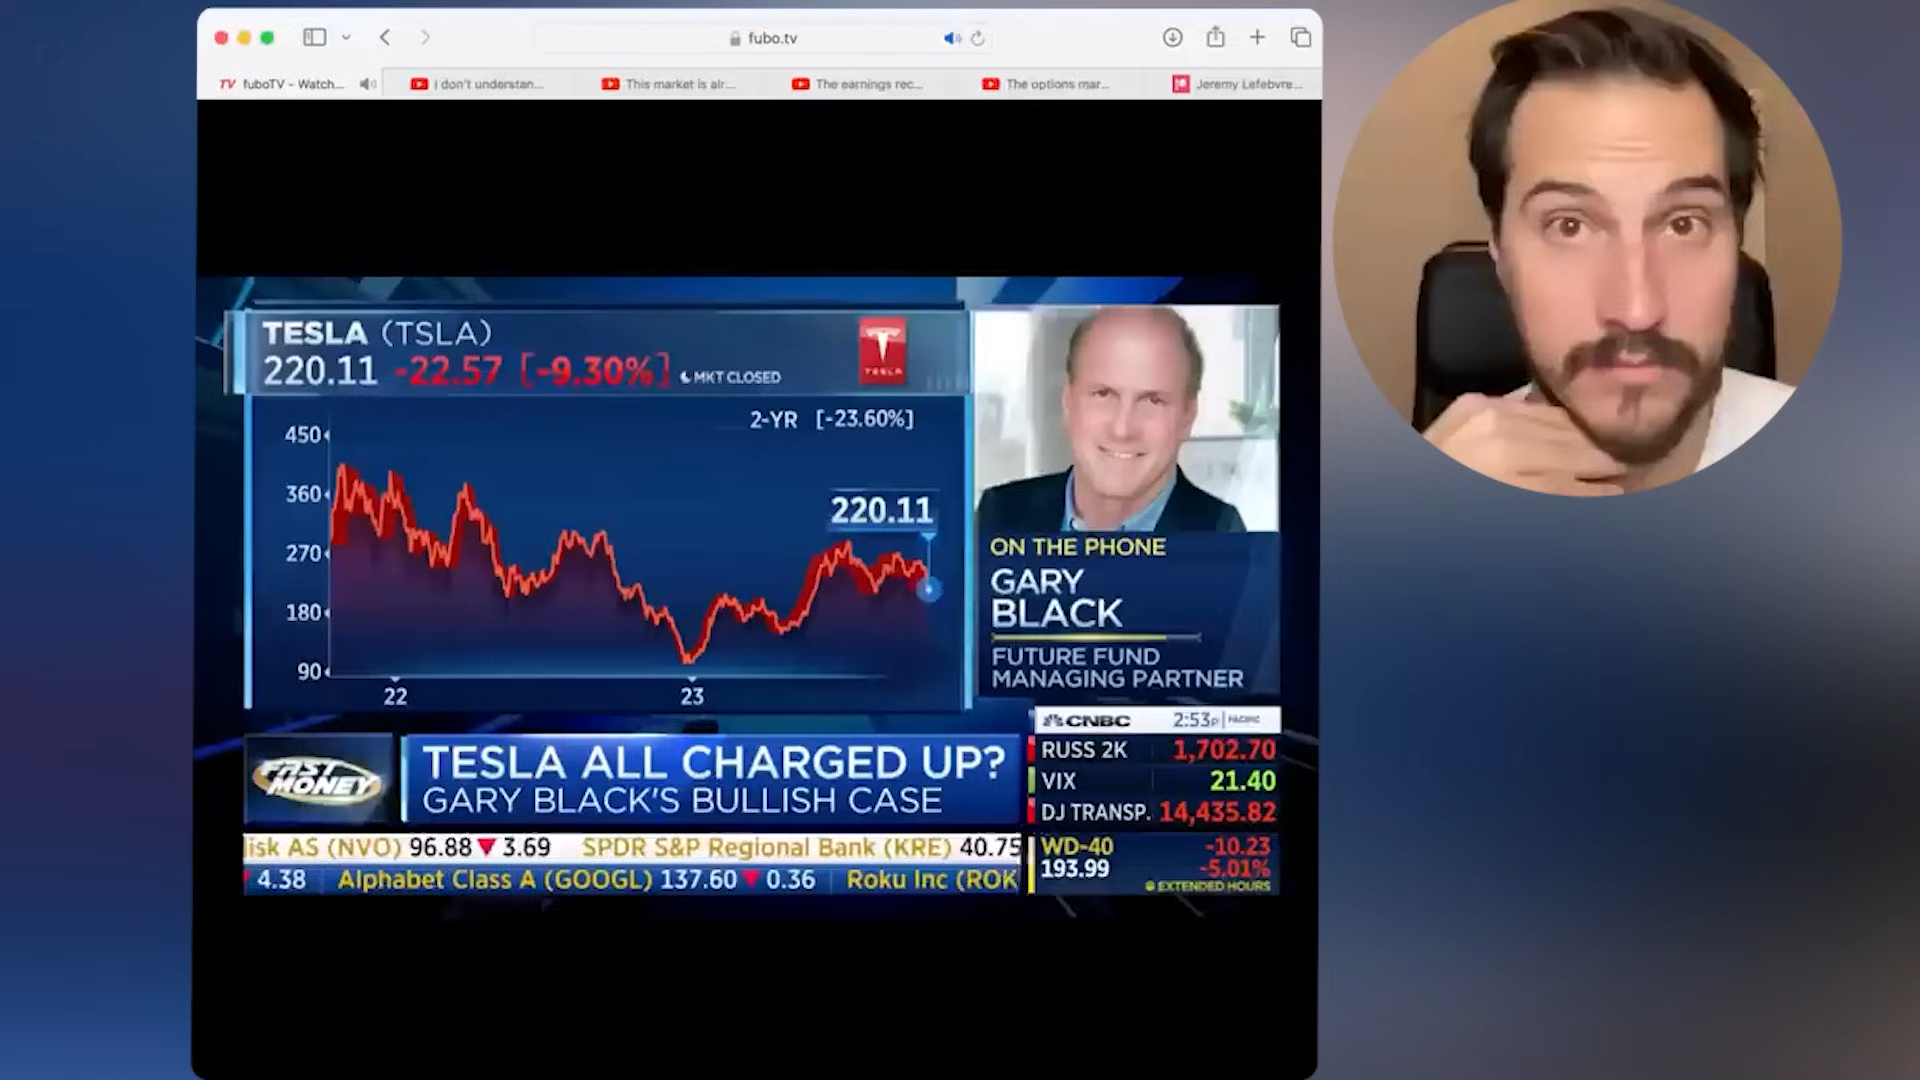 fubo.tv
TV fuboTV - Watch...
I don't understan...
This market is alr...
The earnings rec...
The options mar...
Jeremy Lefebvre...
TESLA (TSLA)
220.11 -22.57 [-9.30%] MKT CLOSED
TESLA
2-YR [-23.60%]
450
360
270
180
90
220.11
22
23
ON THE PHONE
GARY
BLACK
FUTURE FUND
MANAGING PARTNER
FAST
MONEY
TESLA ALL CHARGED UP?
GARY BLACK'S BULLISH CASE
CNBC 2:53P PACIFIC
RUSS 2K 1,702.70
VIX 21.40
DJ TRANSP. 14,435.82
isk AS (NVO) 96.88 ▼ 3.69 SPDR S&P Regional Bank (KRE) 40.75
4.38 Alphabet Class A (GOOGL) 137.60 ▼ 0.36 Roku Inc (ROK
WD-40 -10.23
193.99 -5.01%
EXTENDED HOURS